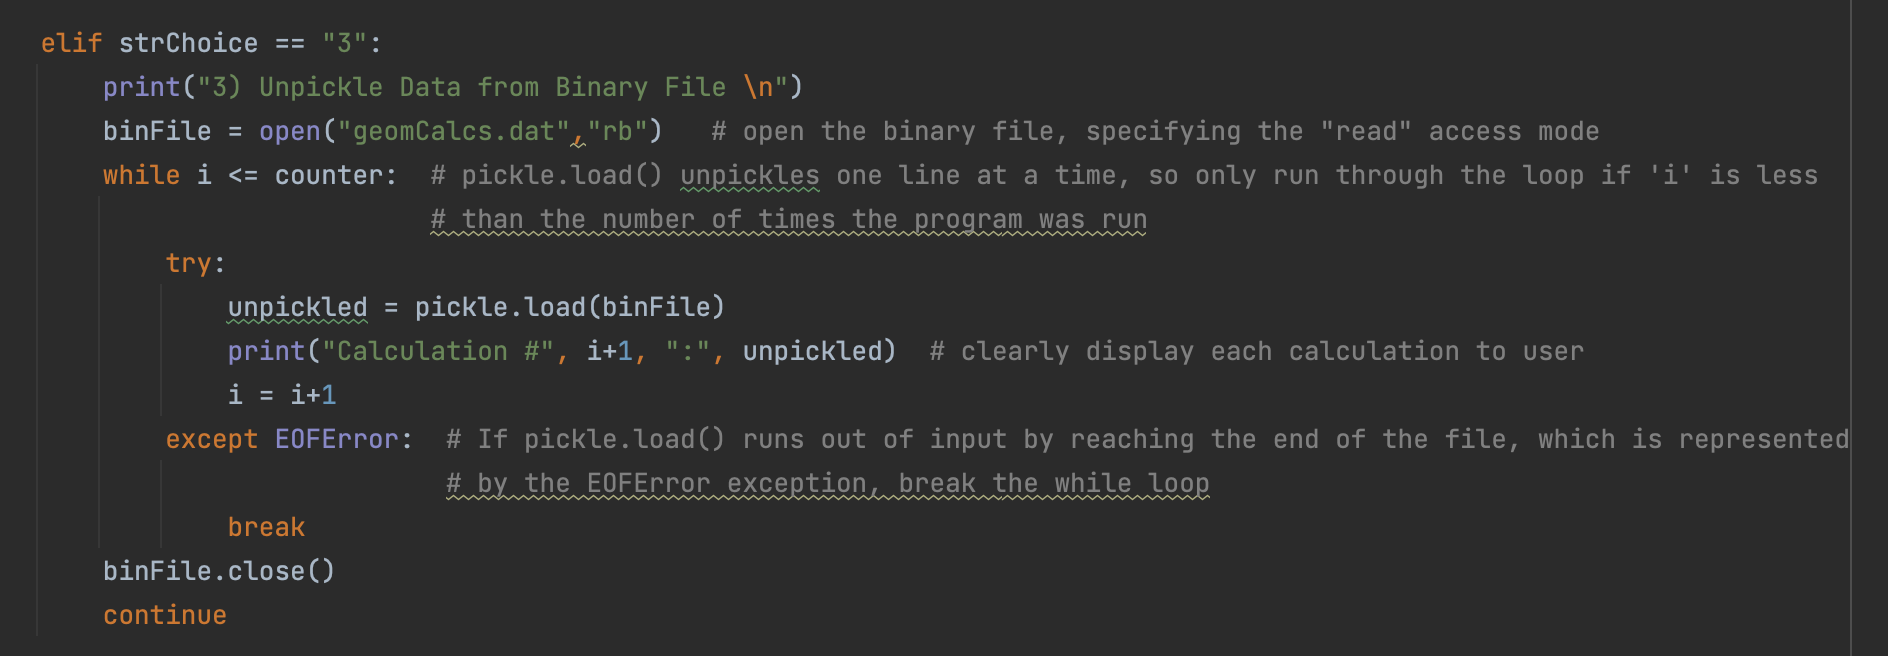 elif strChoice == "3":
print("3) Unpickle Data from Binary File \n")
binFile = open("geomCalcs.dat","rb")   # open the binary file, specifying the "read" access mode
while i <= counter:  # pickle.load() unpickles one line at a time, so only run through the loop if 'i' is less
# than the number of times the program was run
try:
unpickled = pickle.load(binFile)
print("Calculation #", i+1, ":", unpickled)  # clearly display each calculation to user
i = i+1
except EOFError:  # If pickle.load() runs out of input by reaching the end of the file, which is represented
# by the EOFError exception, break the while loop
break
binFile.close()
continue